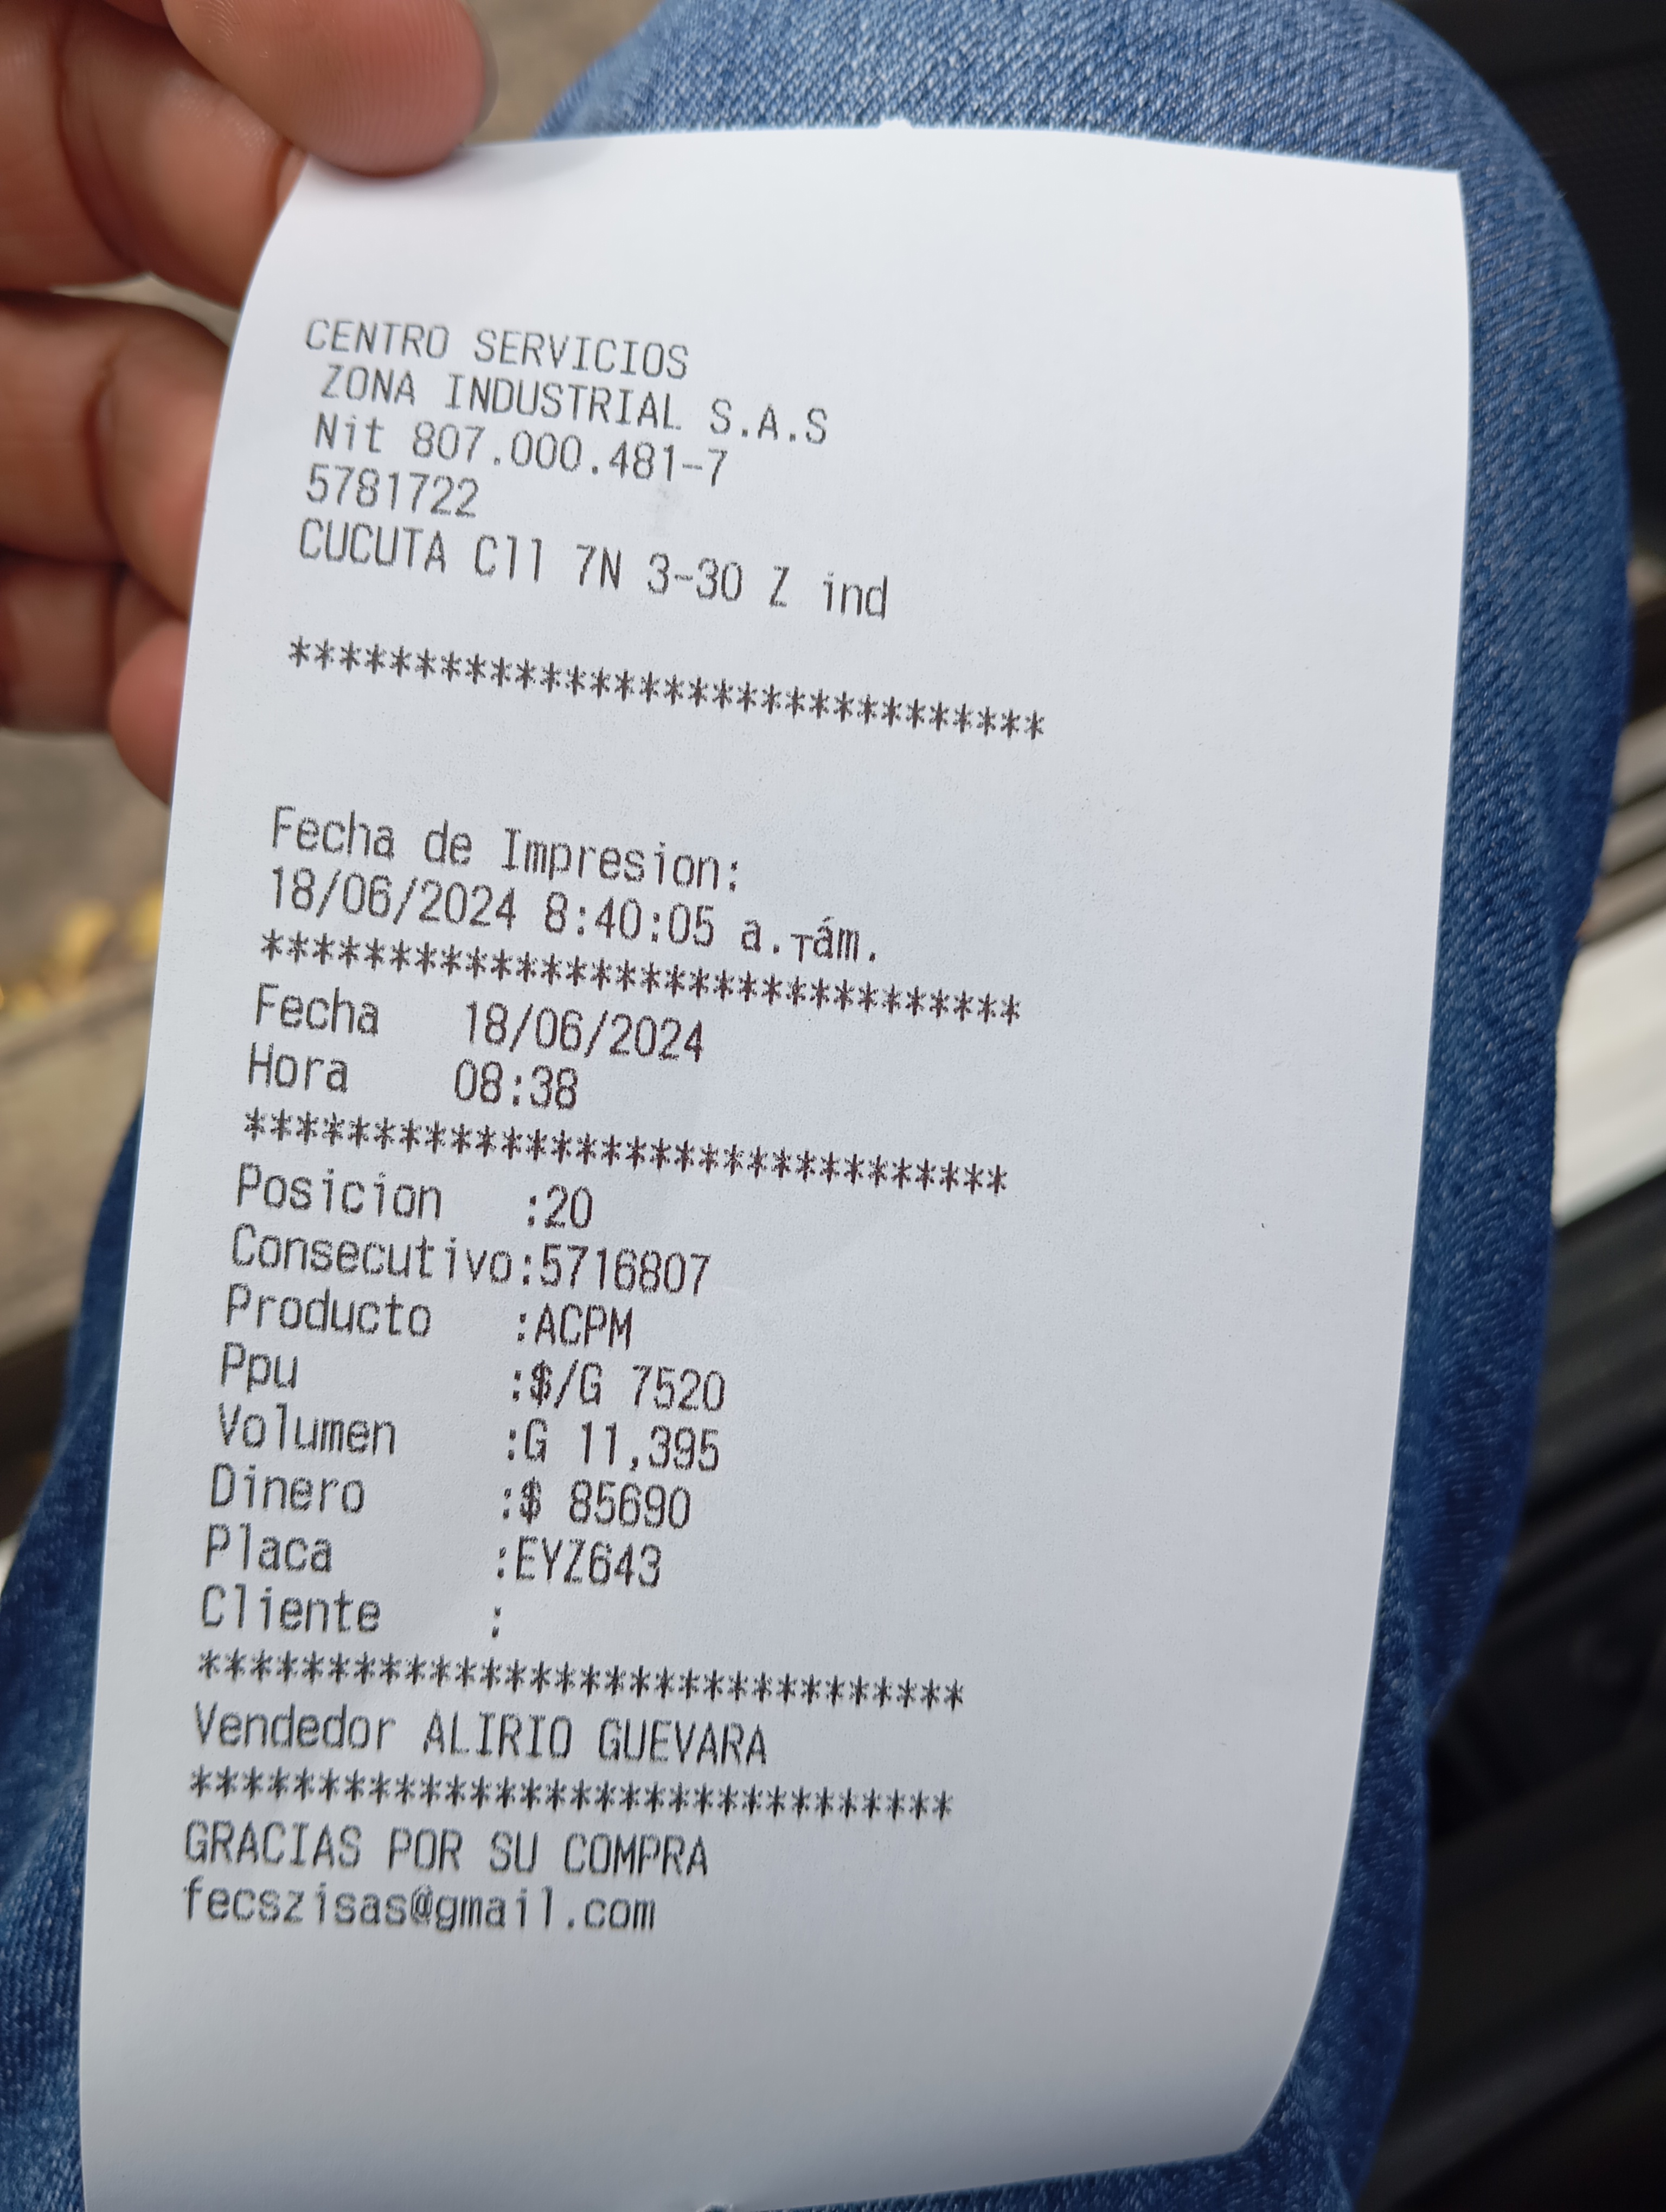 CENTRO SERVICIOS
ZONA INDUSTRIAL S.A.S
Nit 807.000.481-7
5781722
CUCUTA Cll 7N 3-30 Z ind
******************************
Fecha de Impresion:
18/06/2024 8:40:05 a.┬ám.
******************************
Fecha 18/06/2024
Hora 08:38
******************************
Posicion :20
Consecutivo:5716807
Producto :ACPM
Ppu :$/G 7520
Volumen :G 11,395
Dinero :$ 85690
Placa :EYZ643
Cliente :
******************************
Vendedor ALIRIO GUEVARA
******************************
GRACIAS POR SU COMPRA
fecszisas@gmail.com